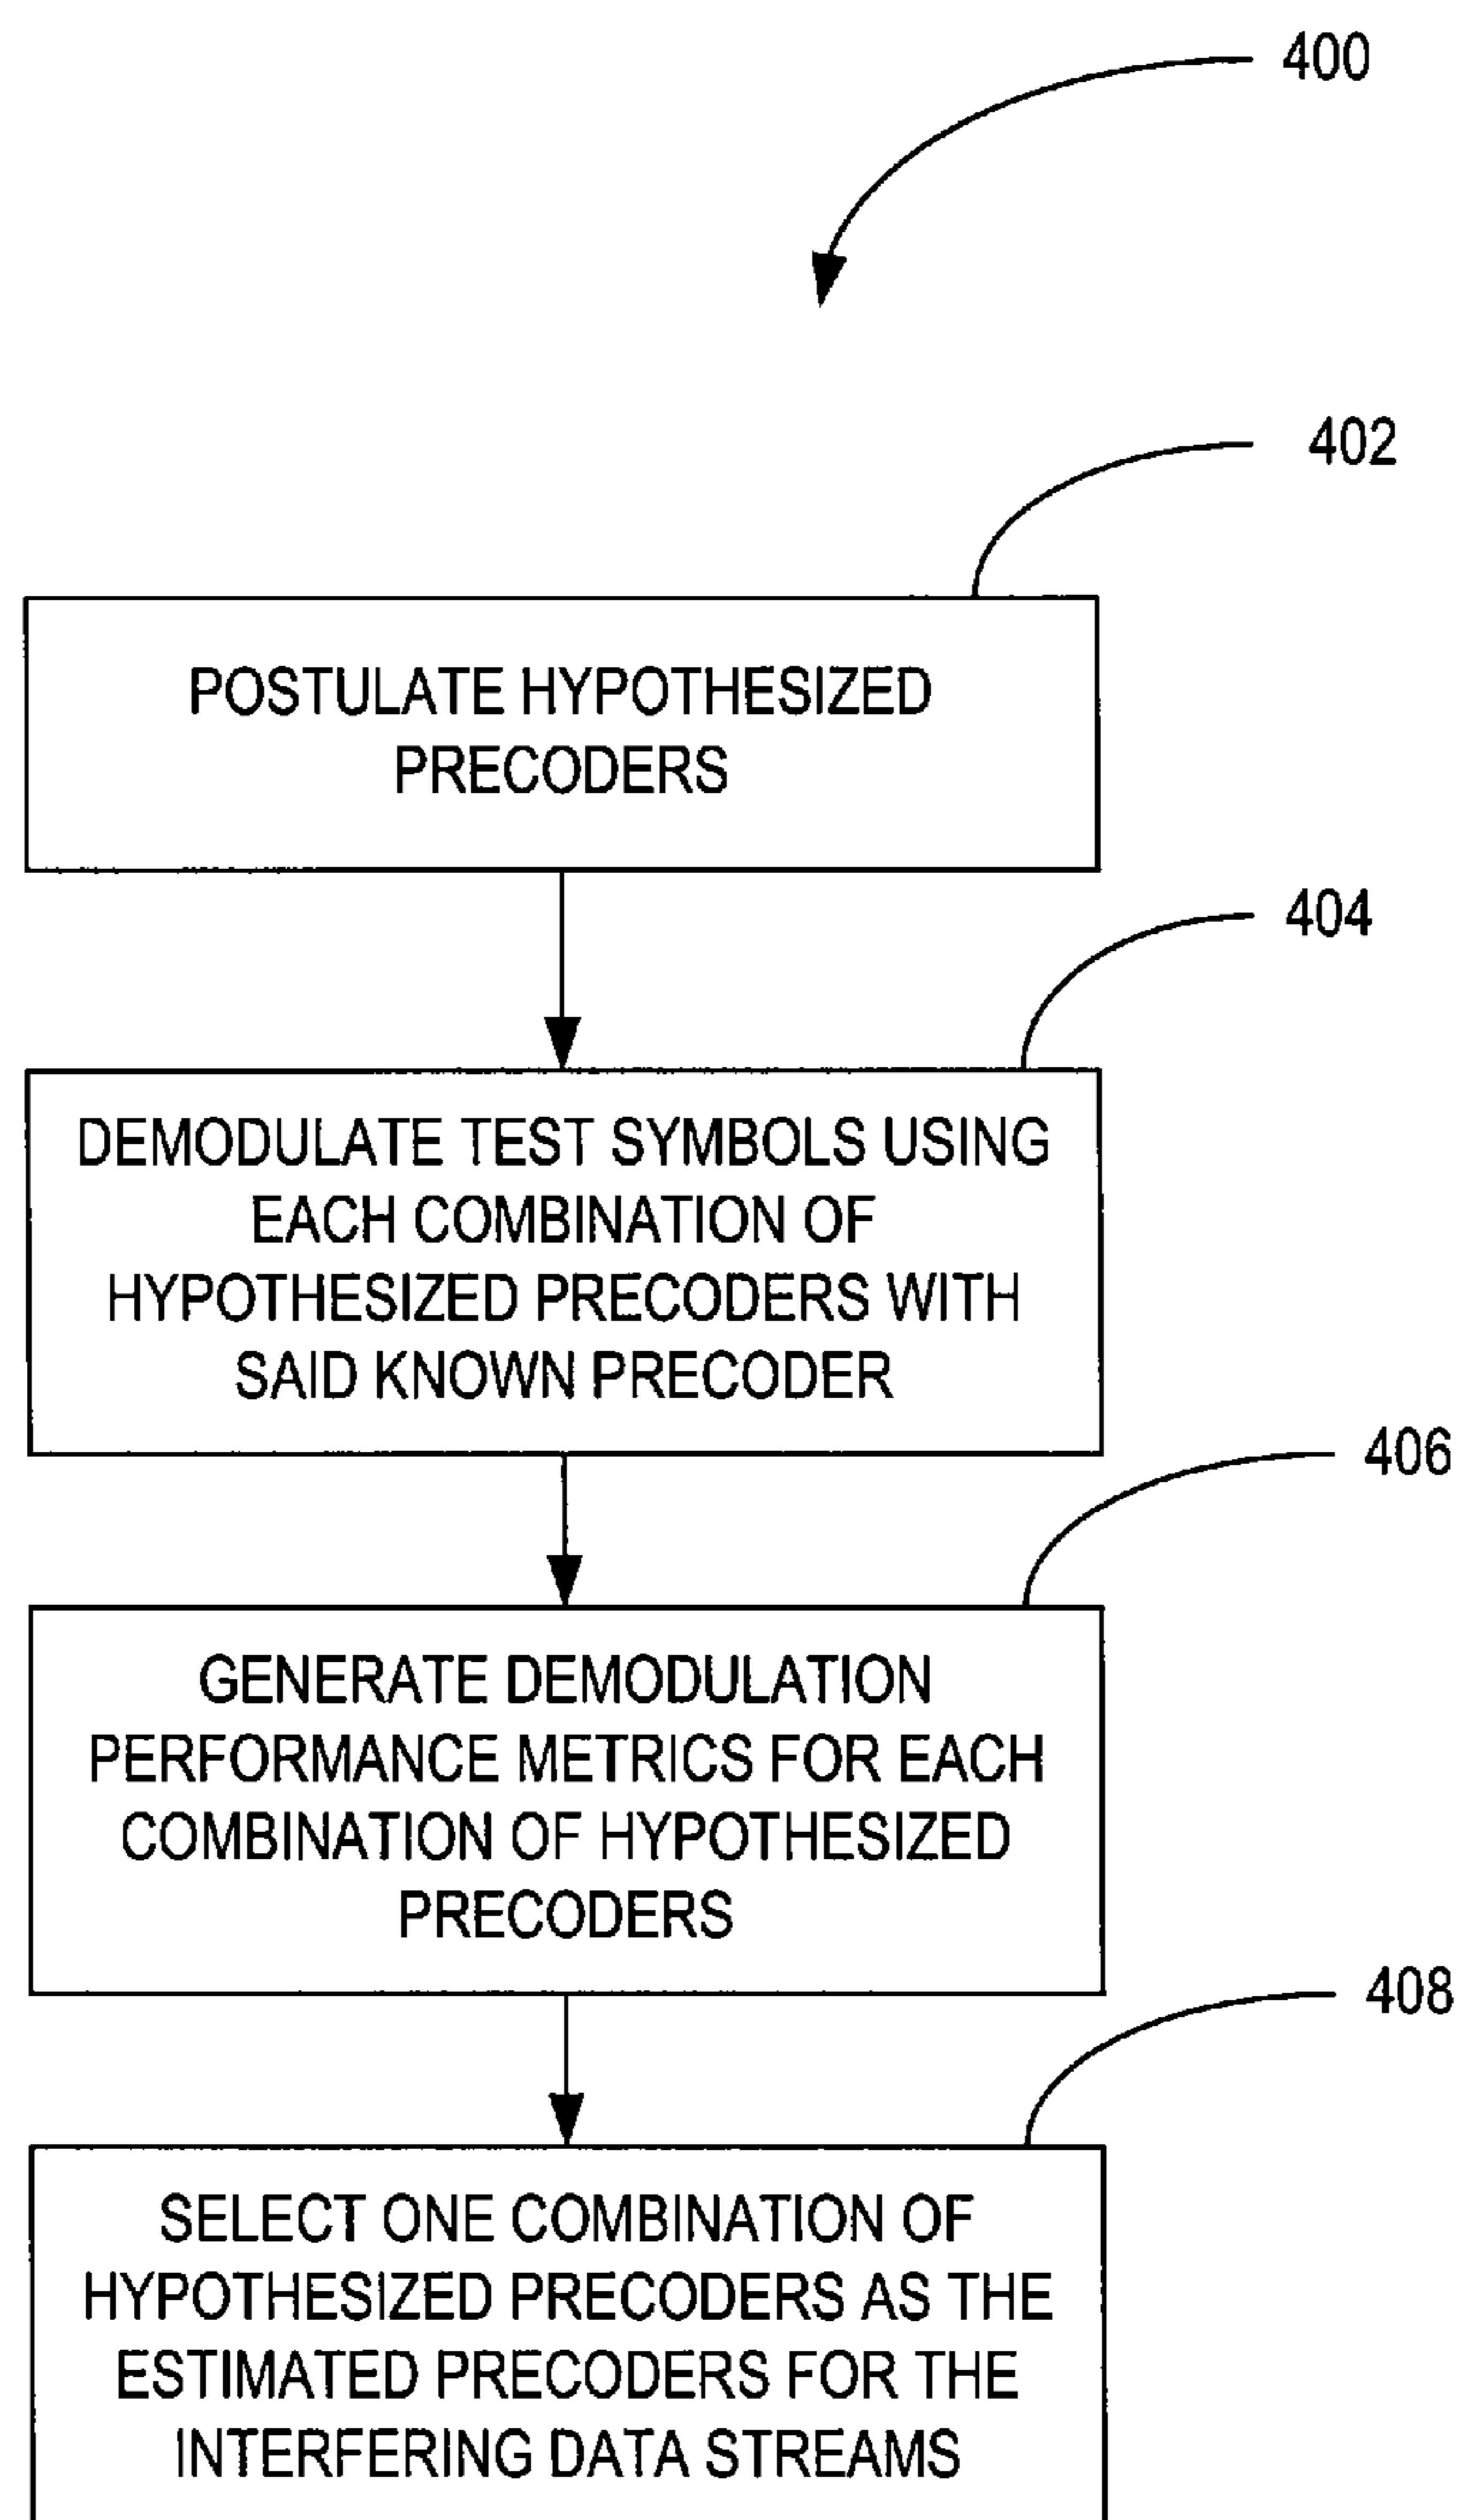 400
402
POSTULATE HYPOTHESIZED
PRECODERS
404
DEMODULATE TEST SYMBOLS USING
EACH COMBINATION OF
HYPOTHESIZED PRECODERS WITH
SAID KNOWN PRECODER
406
GENERATE DEMODULATION
PERFORMANCE METRICS FOR EACH
COMBINATION OF HYPOTHESIZED
PRECODERS
408
SELECT ONE COMBINATION OF
HYPOTHESIZED PRECODERS AS THE
ESTIMATED PRECODERS FOR THE
INTERFERING DATA STREAMS